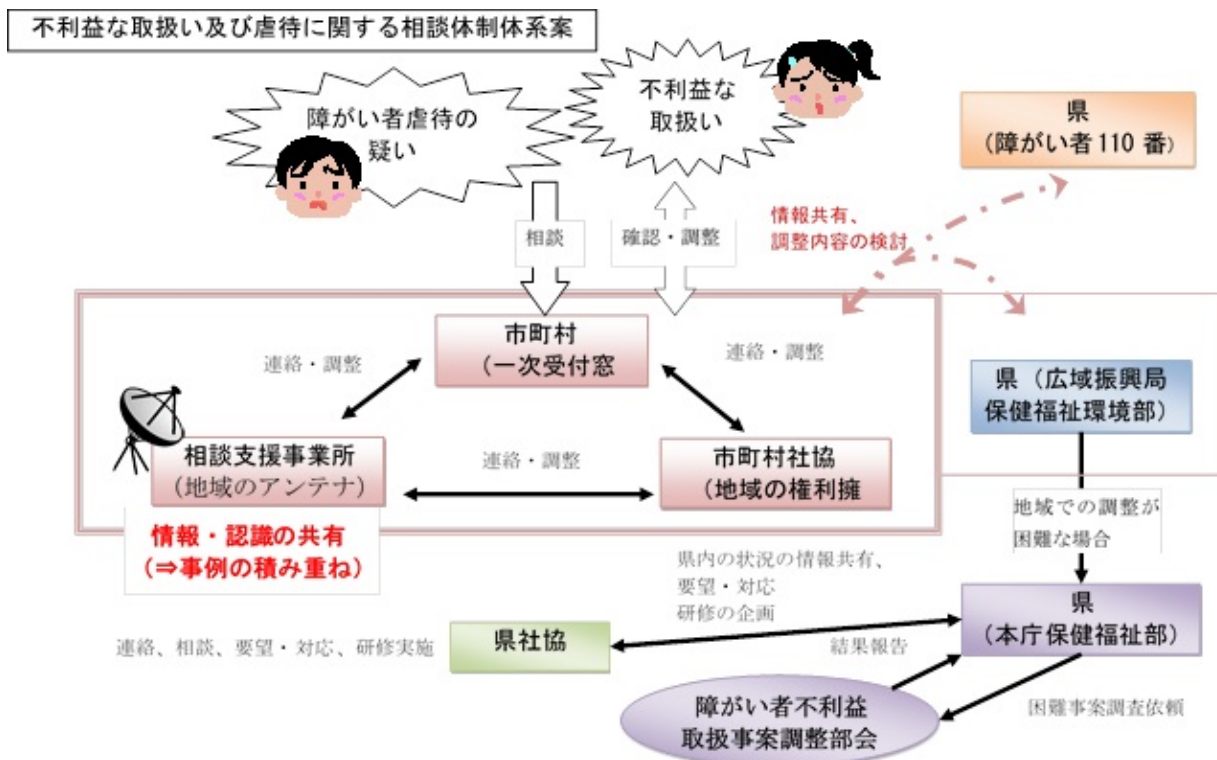 不利益な取扱い及び虐待に関する相談体制体系案
障がい者虐待の
疑い
不利益な
取扱い
県
(障がい者110番)
相談
確認・調整
情報共有、
調整内容の検討
市町村
(一次受付窓
連絡・調整
連絡・調整
県(広域振興局
保健福祉環境部)
相談支援事業所
(地域のアンテナ)
連絡・調整
市町村社協
(地域の権利擁
情報・認識の共有
(⇒事例の積み重ね)
地域での調整が
困難な場合
県内の状況の情報共有、
要望・対応
研修の企画
連絡、相談、要望・対応、研修実施
県社協
県
(本庁保健福祉部)
結果報告
障がい者不利益
取扱事案調整部会
困難事案調査依頼